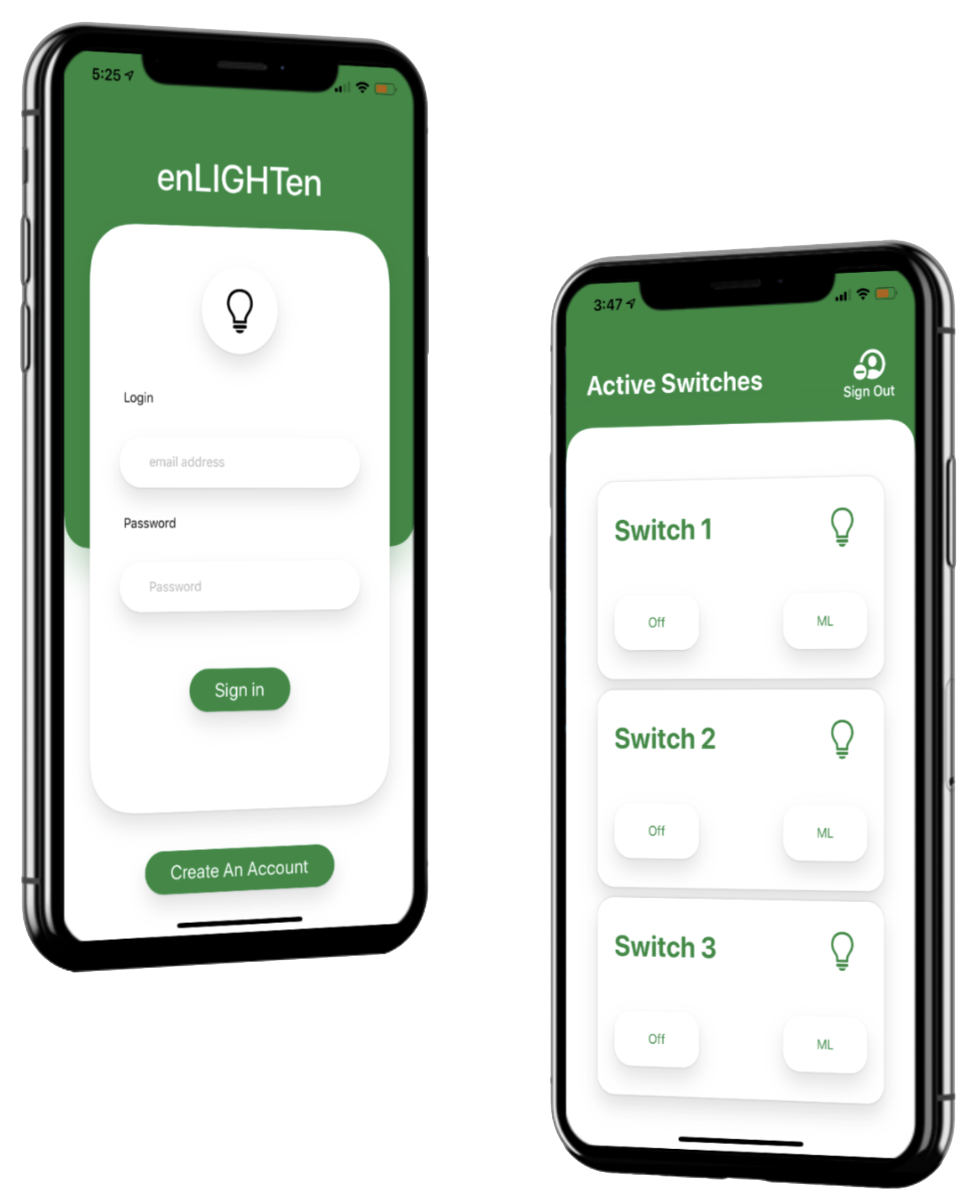 5:25
enLIGHTen
Login
email address
Password
Password
Sign in
Create An Account
3:47
Active Switches
Sign Out
Switch 1
Off
ML
Switch 2
Off
ML
Switch 3
Off
ML